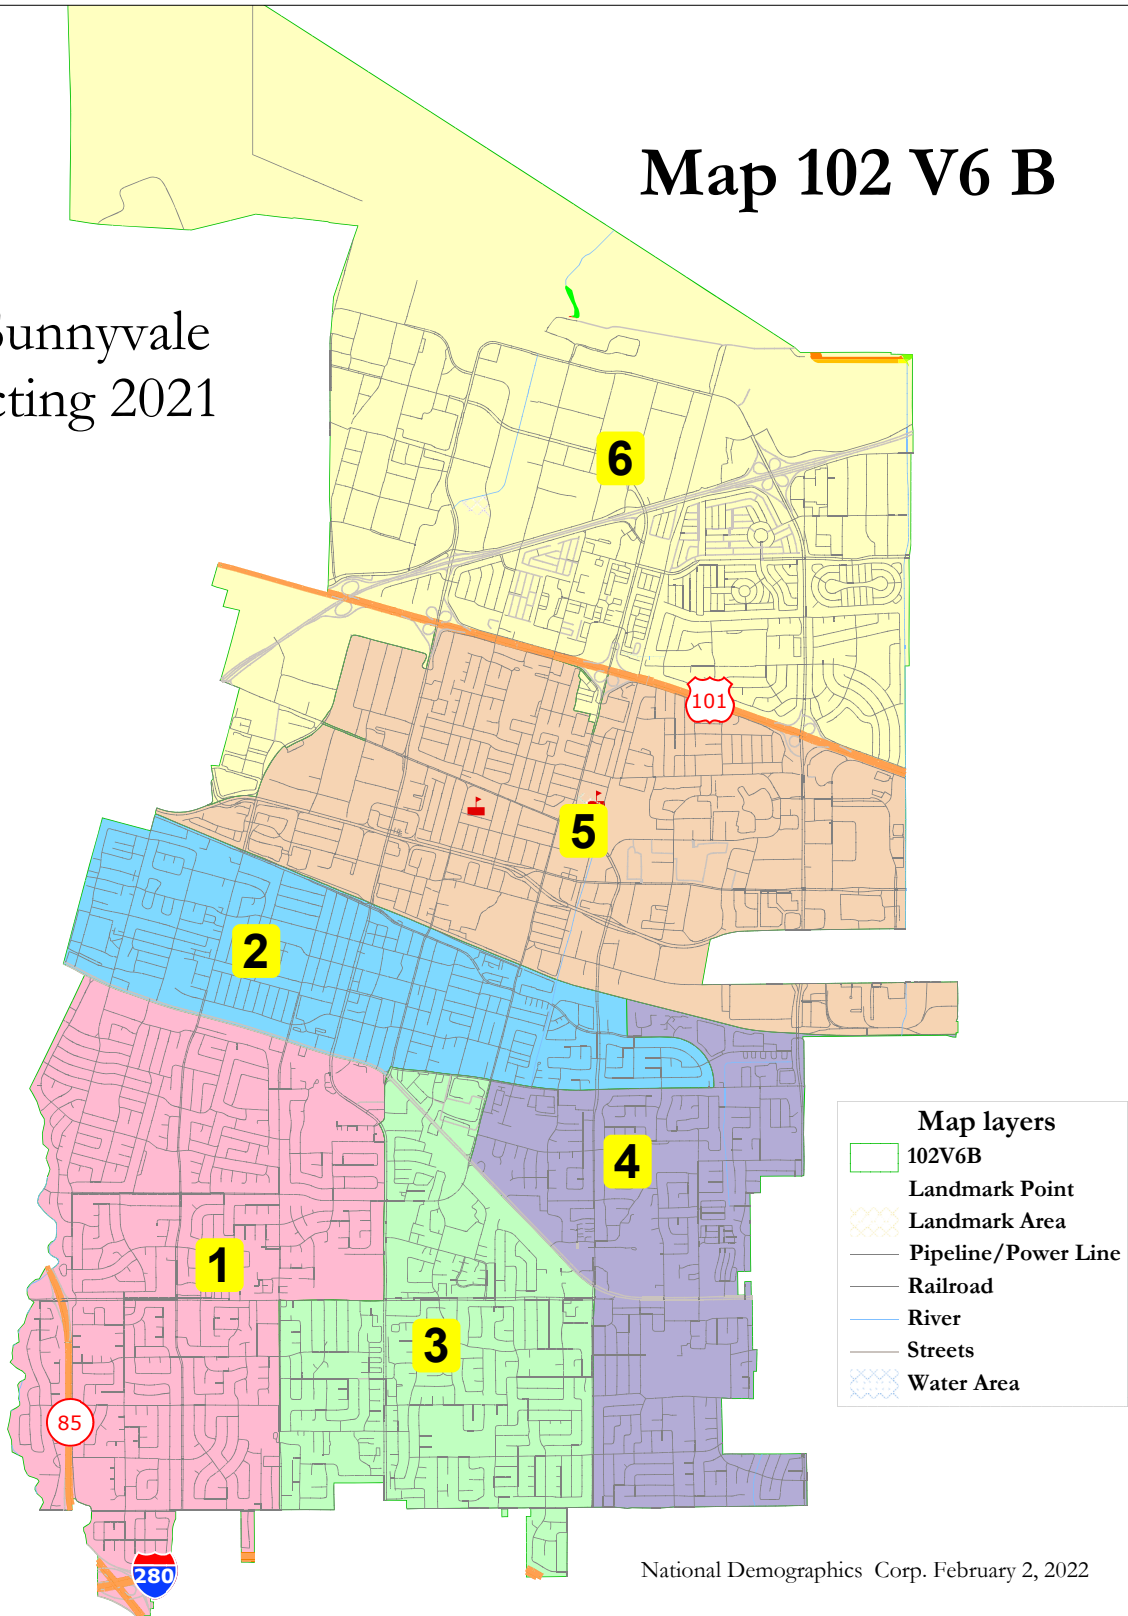 Map 102 V6 B
unnyvale
cting 2021
6
101
5
2
4
1
3
85
280
Map layers
102V6B
Landmark Point
Landmark Area
Pipeline/Power Line
Railroad
River
Streets
Water Area
National Demographics Corp. February 2, 2022